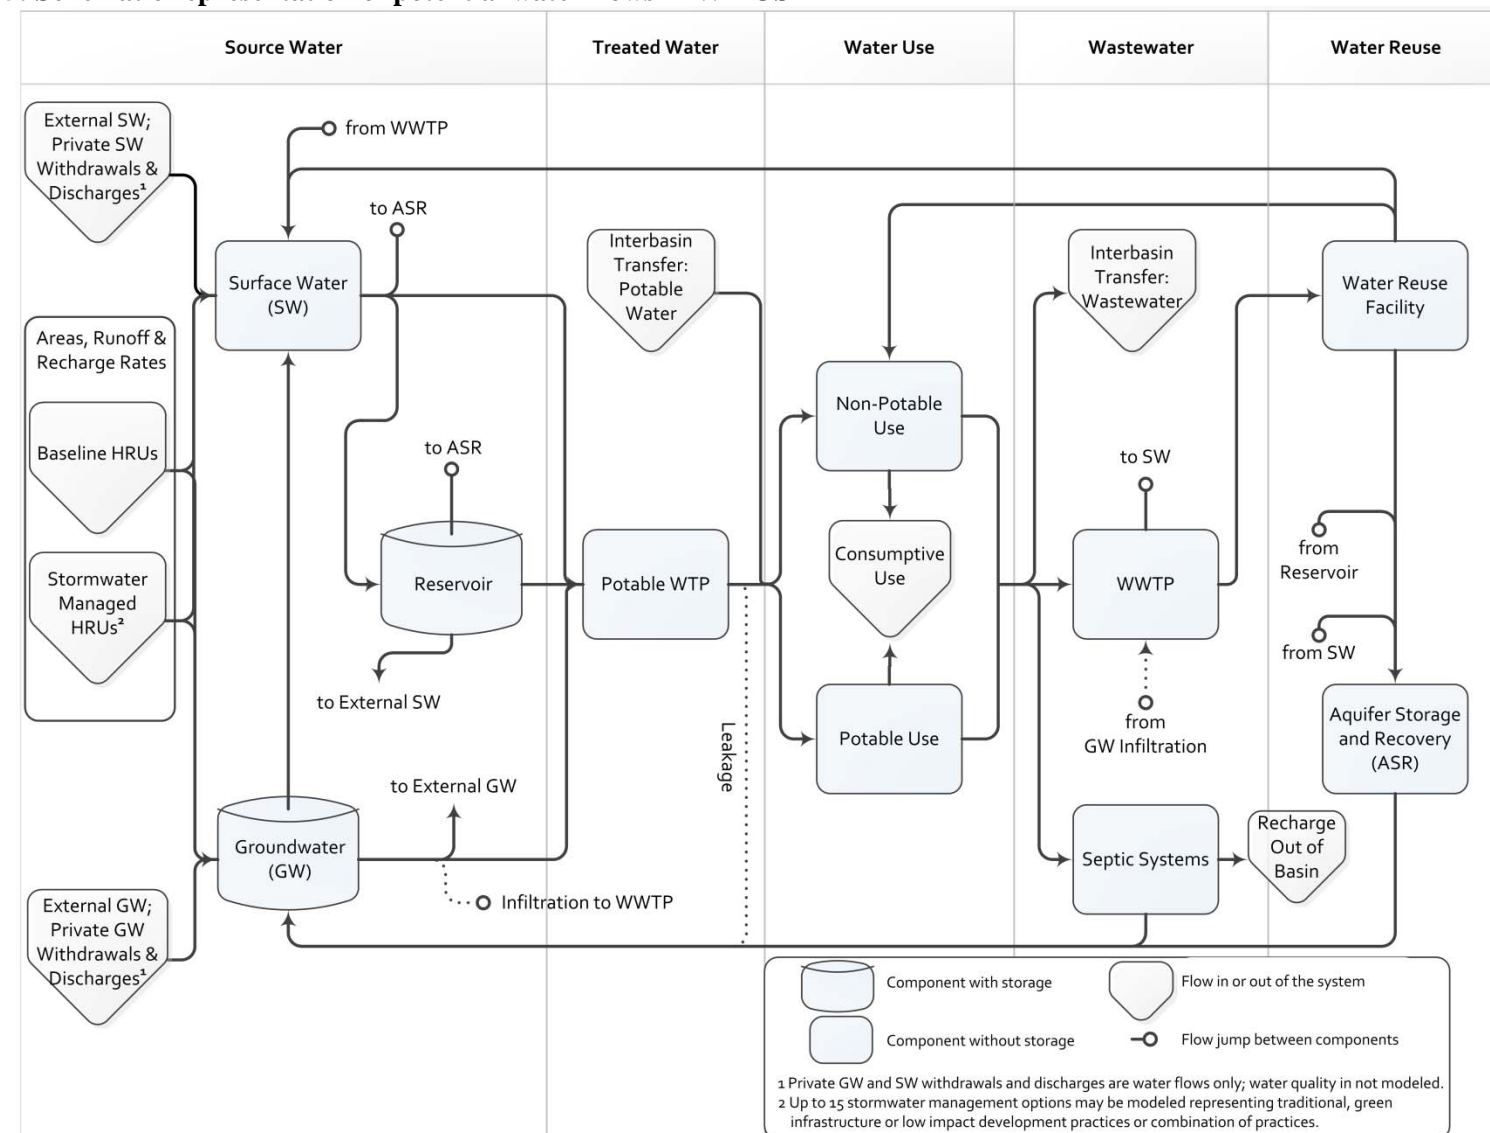 Source Water
Treated Water
Water Use
Wastewater
Water Reuse
External SW;
Private SW
Withdrawals &
Discharges¹
from WWTP
to ASR
Surface Water
(SW)
Areas, Runoff &
Recharge Rates
Baseline HRUs
Stormwater
Managed
HRUs²
to ASR
Reservoir
to External SW
to External GW
Groundwater
(GW)
Infiltration to WWTP
External GW;
Private GW
Withdrawals &
Discharges¹
Interbasin
Transfer:
Potable
Water
Potable WTP
Leakage
Non-Potable
Use
Consumptive
Use
Potable Use
Interbasin
Transfer:
Wastewater
to SW
WWTP
from
GW Infiltration
Septic Systems
Recharge
Out of
Basin
Water Reuse
Facility
from
Reservoir
from SW
Aquifer Storage
and Recovery
(ASR)
Component with storage
Flow in or out of the system
Component without storage
Flow jump between components
1 Private GW and SW withdrawals and discharges are water flows only; water quality in not modeled.
2 Up to 15 stormwater management options may be modeled representing traditional, green
infrastructure or low impact development practices or combination of practices.